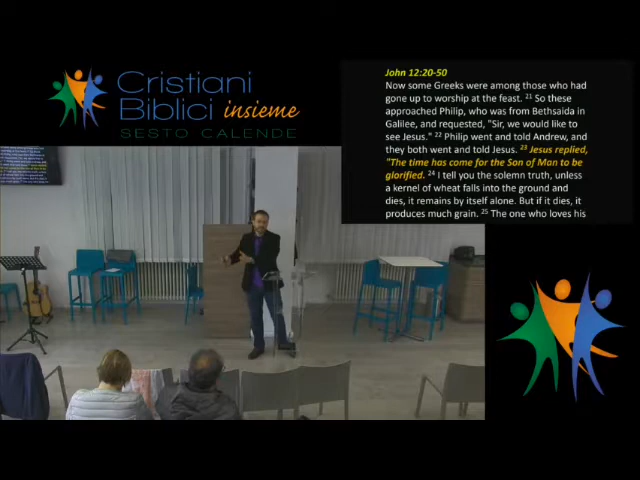 Cristiani
Biblici insieme
SESTO CALENDE
John 12:20-50
Now some Greeks were among those who had
gone up to worship at the feast. 21 So these
approached Philip, who was from Bethsaida in
Galilee, and requested, "Sir, we would like to
see Jesus." 22 Philip went and told Andrew, and
they both went and told Jesus. 23 Jesus replied,
"The time has come for the Son of Man to be
glorified. 24 I tell you the solemn truth, unless
a kernel of wheat falls into the ground and
dies, it remains by itself alone. But if it dies, it
produces much grain. 25 The one who loves his